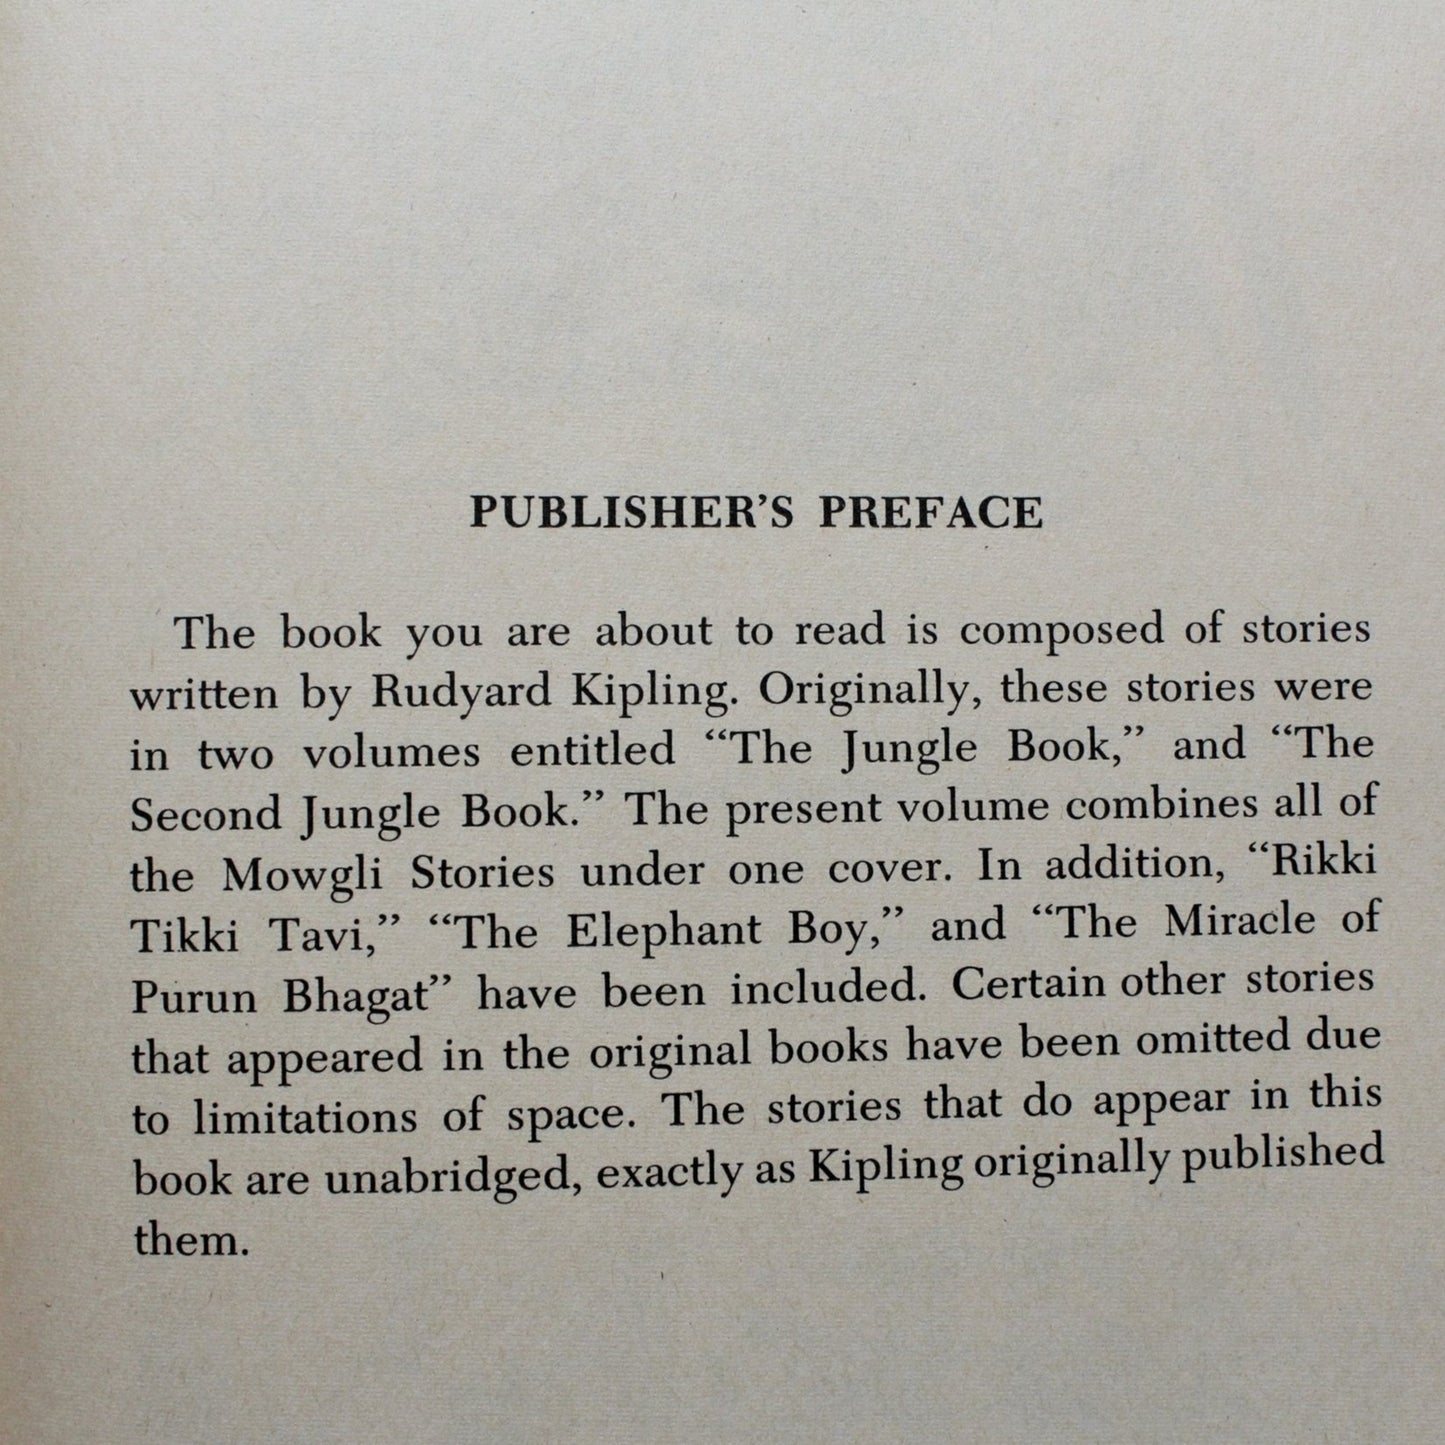 PUBLISHER’S PREFACE
The book you are about to read is composed of stories
written by Rudyard Kipling. Originally, these stories were
in two volumes entitled “The Jungle Book,” and “The
Second Jungle Book.” The present volume combines all of
the Mowgli Stories under one cover. In addition, “Rikki
Tikki Tavi,” “The Elephant Boy,” and “The Miracle of
Purun Bhagat” have been included. Certain other stories
that appeared in the original books have been omitted due
to limitations of space. The stories that do appear in this
book are unabridged, exactly as Kipling originally published
them.